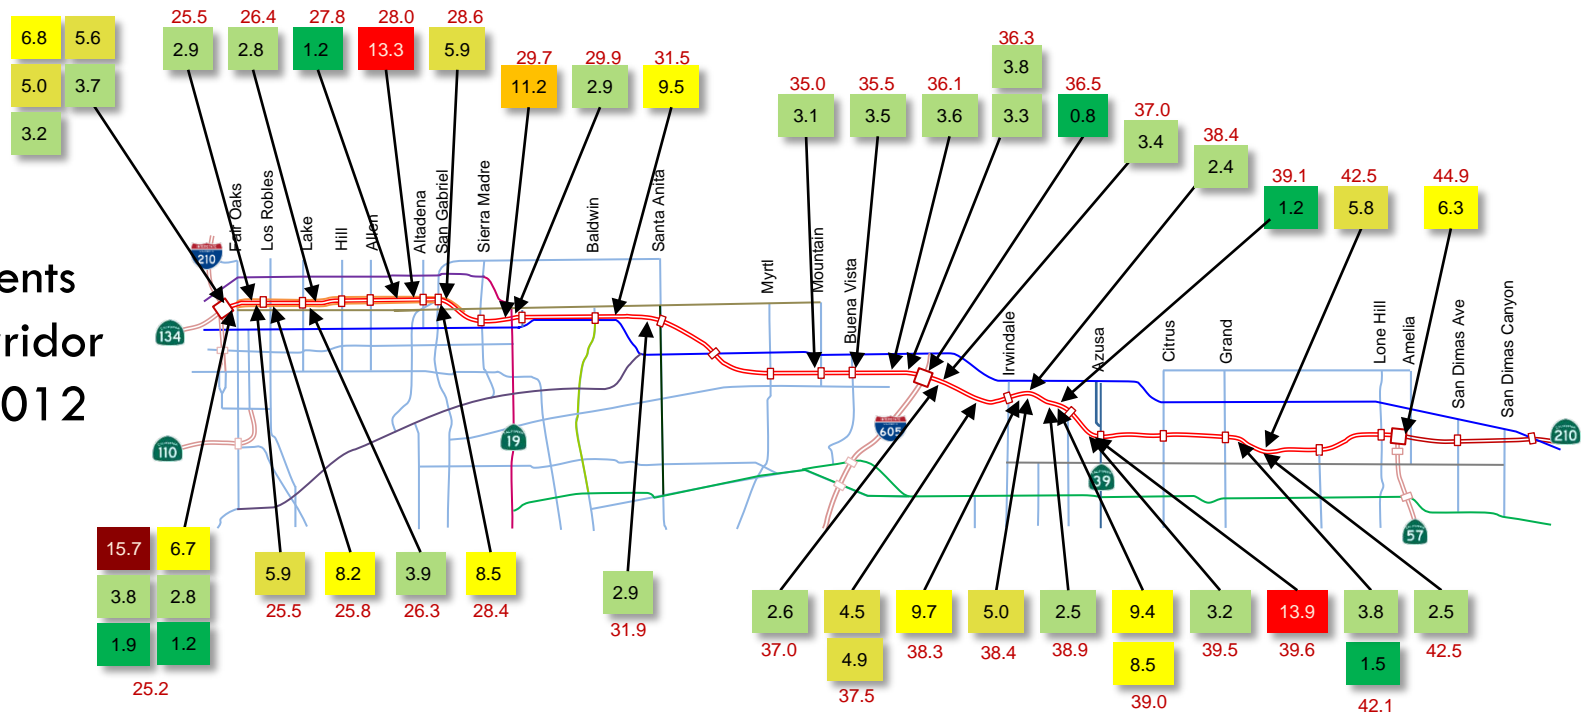 6.8 5.6
5.0 3.7
3.2
25.5 26.4 27.8 28.0 28.6
2.9 2.8 1.2 13.3 5.9
29.7 29.9 31.5
11.2 2.9 9.5
36.3
3.8
35.0 35.5 36.1 36.5
3.1 3.5 3.6 3.3 0.8
37.0
3.4
38.4
2.4
39.1 42.5 44.9
1.2 5.8 6.3
Fair Oaks
Los Robles
Lake
Hill
Allen
Altadena
San Gabriel
Sierra Madre
Baldwin
Santa Anita
Myrtl
Mountain
Buena Vista
Irwindale
Azusa
Citrus
Grand
Lone Hill
Amelia
San Dimas Ave
San Dimas Canyon
ents
ridor
012
210
134
110
19
605
39
57
210
15.7 6.7
3.8 2.8
1.9 1.2
25.2
5.9 8.2 3.9 8.5
25.5 25.8 26.3 28.4
2.9
31.9
2.6 4.5 9.7 5.0 2.5 9.4 3.2 13.9 3.8 2.5
37.0 4.9 38.3 38.4 38.9 8.5 39.5 39.6 1.5 42.5
37.5 39.0 42.1